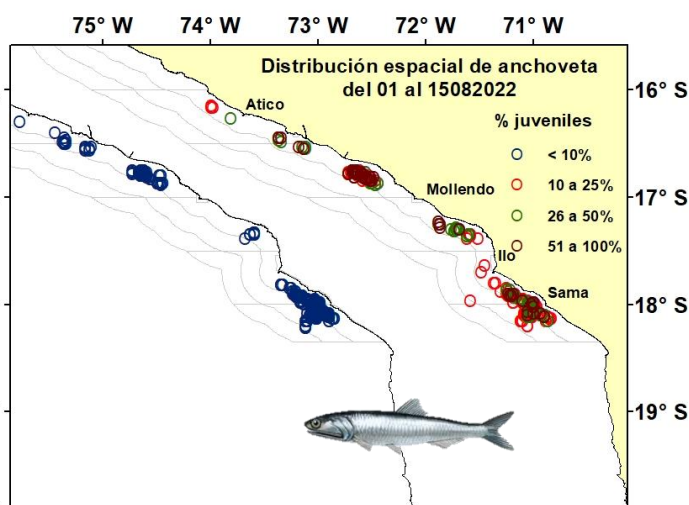 75° W 74° W 73° W 72° W 71° W
Distribución espacial de anchoveta
del 01 al 15082022
16° S
Atico
% juveniles
< 10%
10 a 25%
Mollendo
17° S
26 a 50%
51 a 100%
Ilo
Sama
18° S
19° S